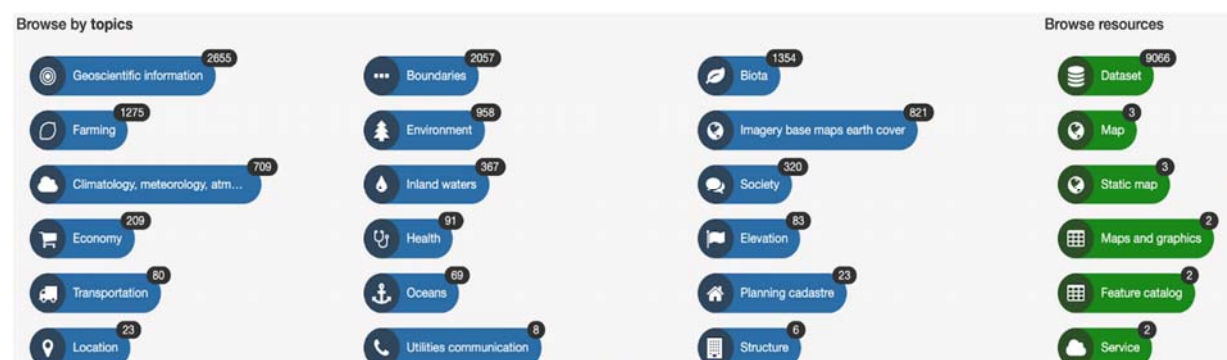 Browse by topics
Browse resources
2655
Geoscientific information
2057
Boundaries
1354
Biota
9066
Dataset
1275
Farming
958
Environment
821
Imagery base maps earth cover
3
Map
709
Climatology, meteorology, atm...
367
Inland waters
320
Society
3
Static map
209
Economy
91
Health
83
Elevation
2
Maps and graphics
80
Transportation
69
Oceans
23
Planning cadastre
2
Feature catalog
23
Location
8
Utilities communication
6
Structure
2
Service